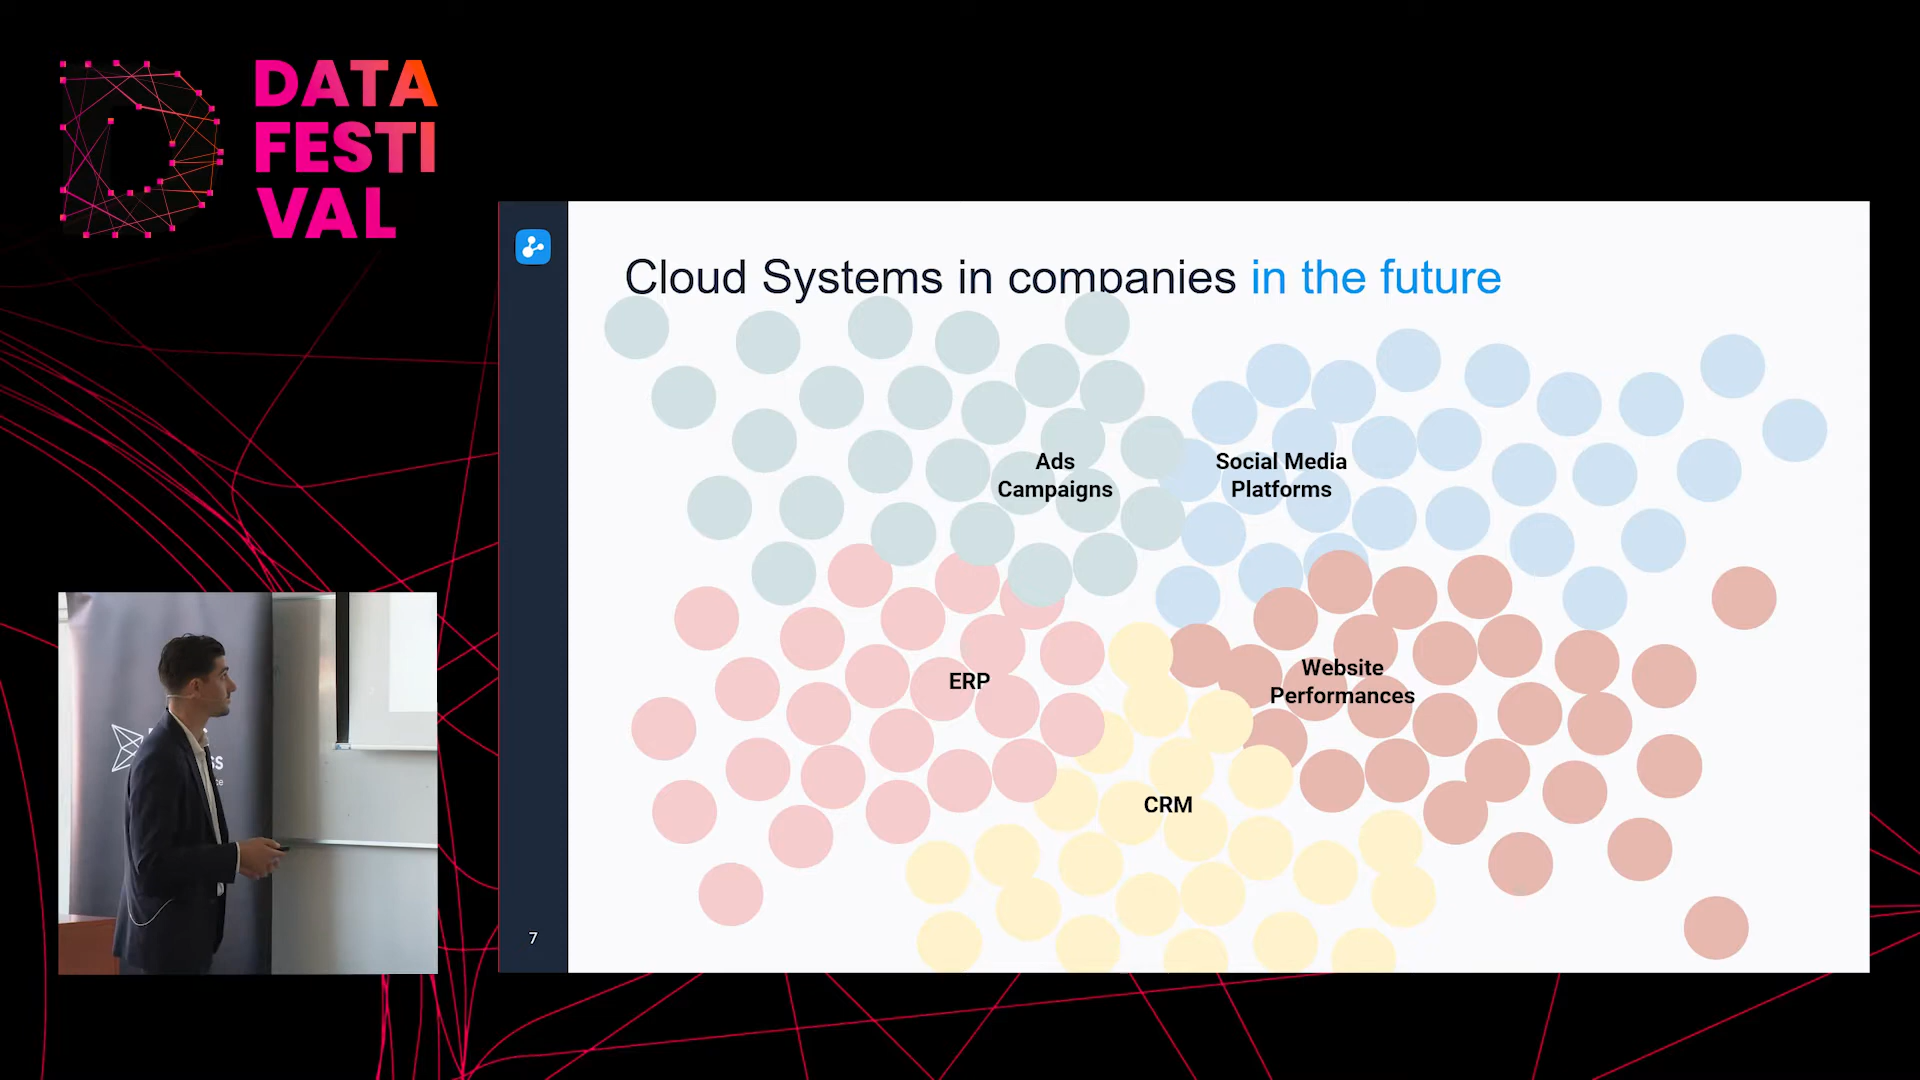 DATA
FESTI
VAL
Cloud Systems in companies in the future
Ads
Campaigns
Social Media
Platforms
ERP
Website
Performances
CRM
7